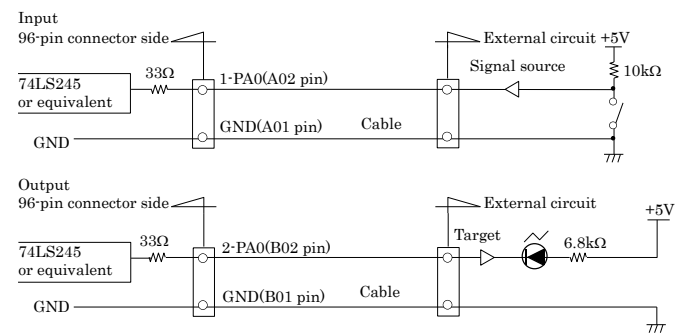 Input
96-pin connector side
External circuit +5V
33Ω
1-PA0(A02 pin)
Signal source
10kΩ
74LS245
or equivalent
GND(A01 pin)
Cable
GND
Output
96-pin connector side
External circuit
+5V
33Ω
2-PA0(B02 pin)
Target
6.8kΩ
74LS245
or equivalent
GND(B01 pin)
Cable
GND